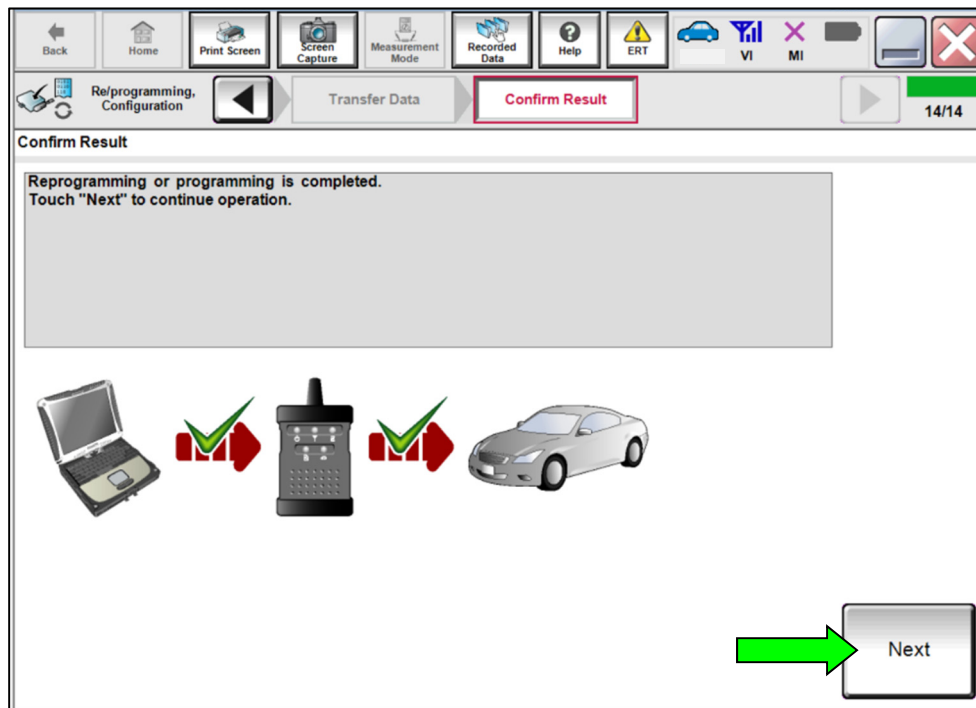 Back
Home
Print Screen
Screen
Capture
Measurement
Mode
Recorded
Data
Help
ERT
VI
MI
Re/programming,
Configuration
Transfer Data
Confirm Result
14/14
Confirm Result
Reprogramming or programming is completed.
Touch "Next" to continue operation.
Next